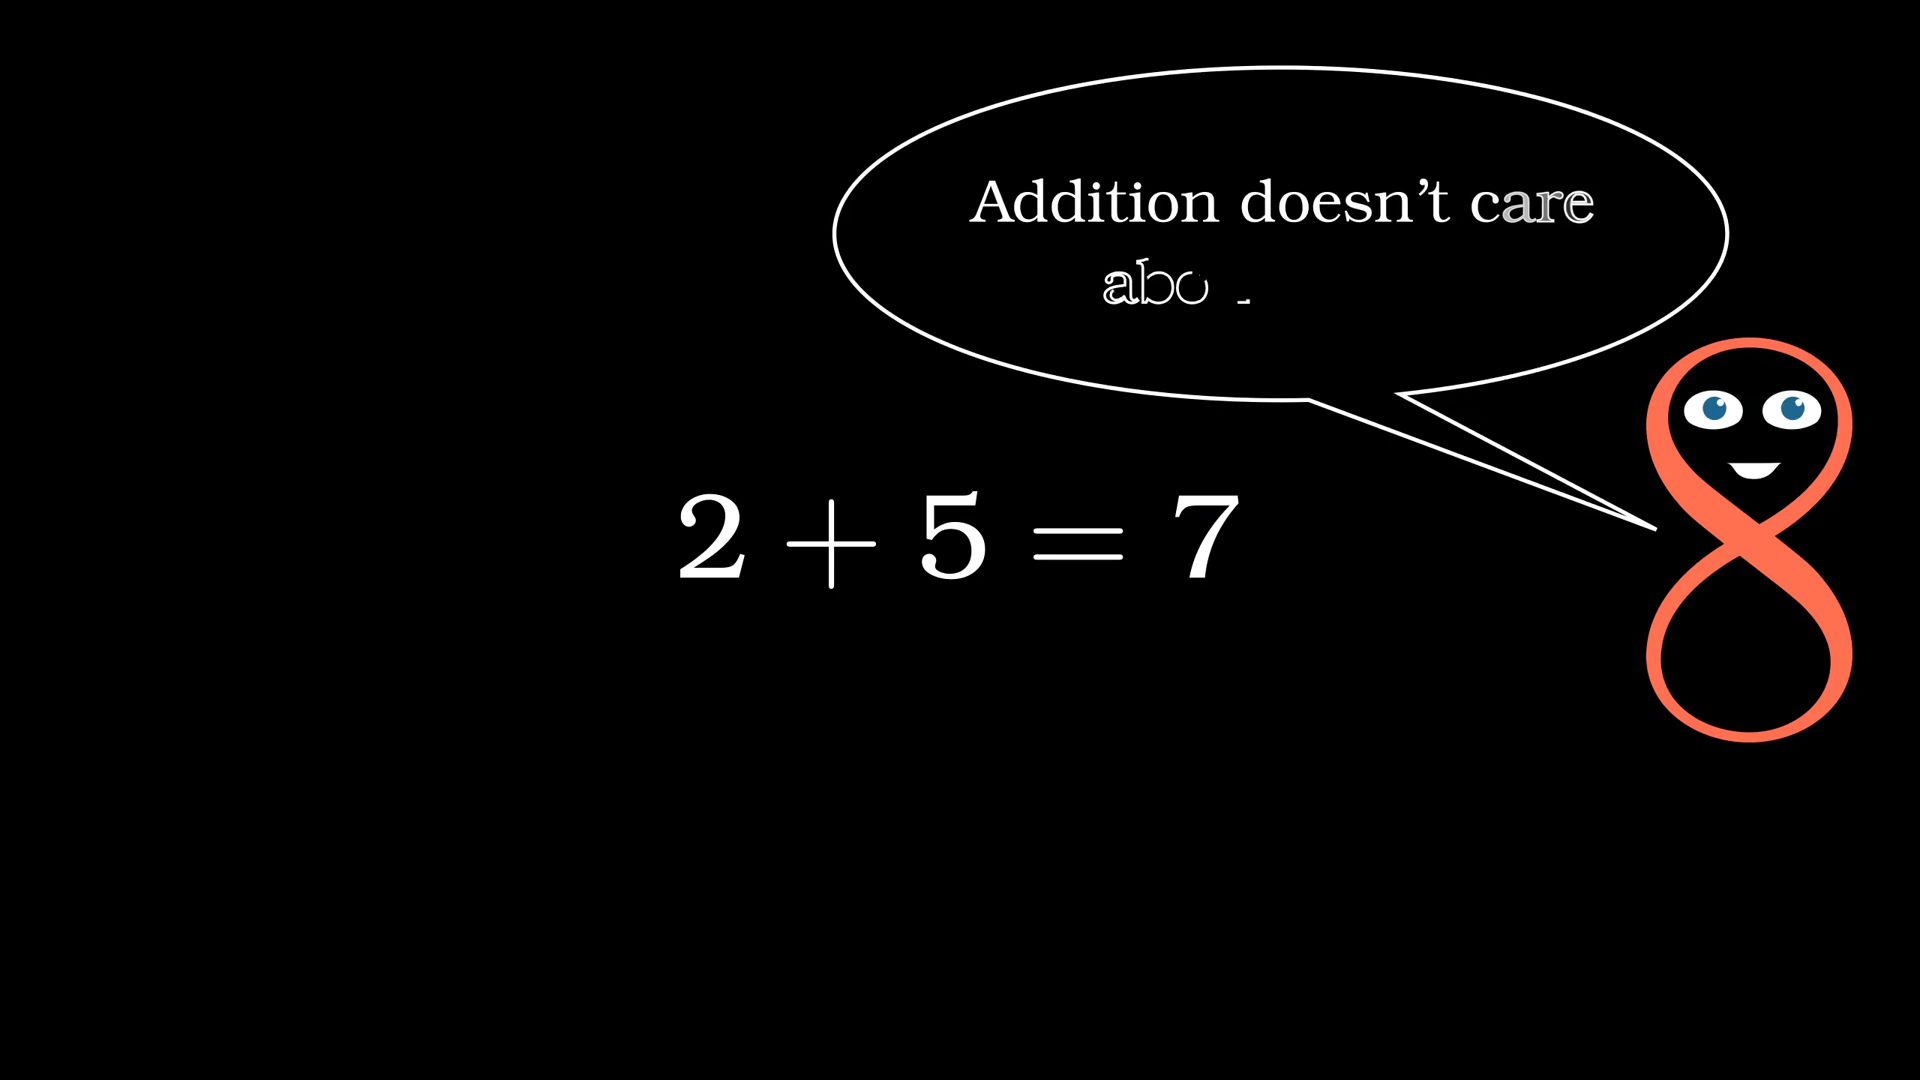 Addition doesn’t care
2 + 5 = 7